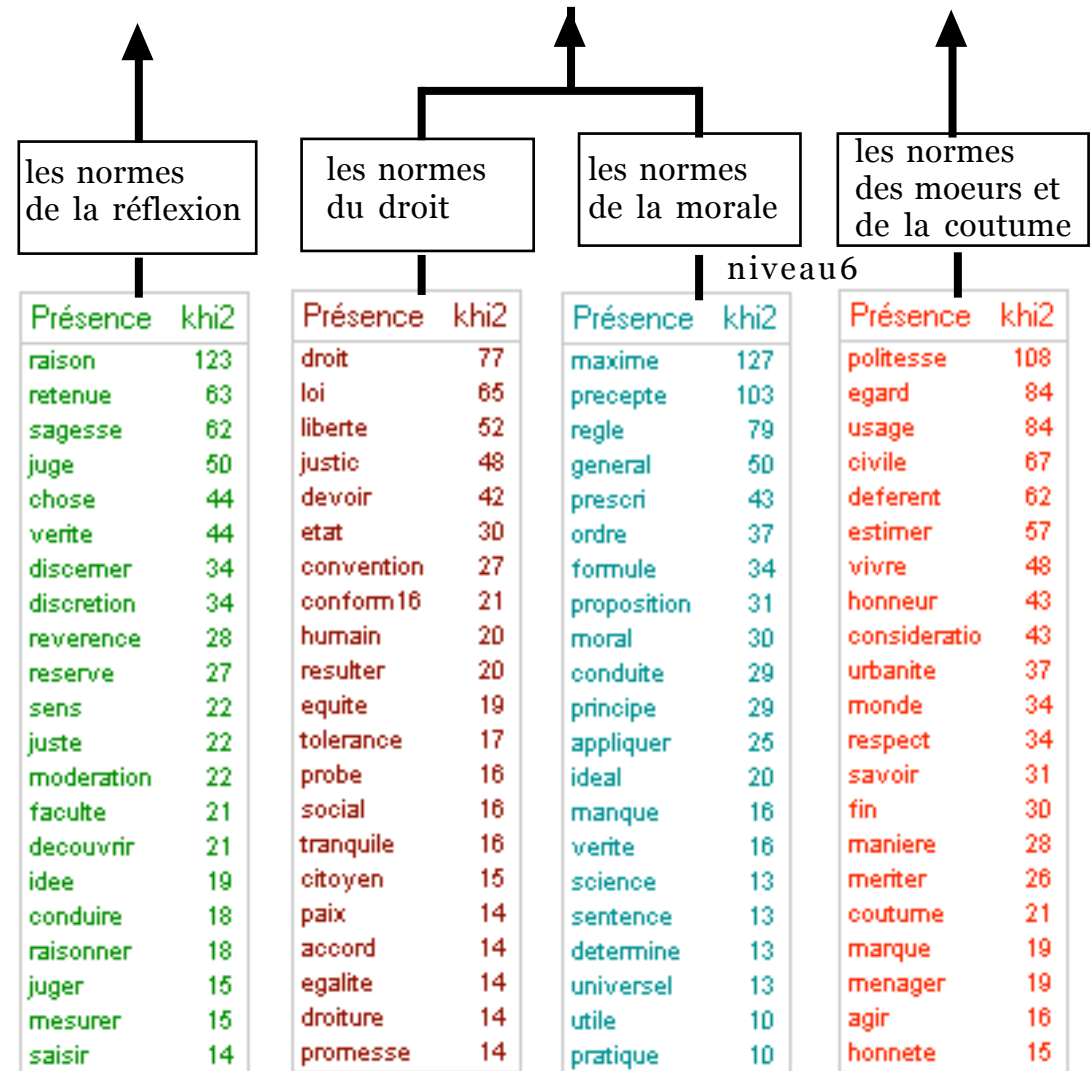 les normes
de la réflexion
les normes
du droit
les normes
de la morale
les normes
des moeurs et
de la coutume
niveau6
Présence khi2
raison 123
retenue 63
sagesse 62
juge 50
chose 44
verite 44
discerner 34
discretion 34
reverence 28
reserve 27
sens 22
juste 22
moderation 22
faculte 21
decouvrir 21
idee 19
conduire 18
raisonner 18
juger 15
mesurer 15
saisir 14
Présence khi2
droit 77
loi 65
liberte 52
justic 48
devoir 42
etat 30
convention 27
conform16 21
humain 20
resulter 20
equite 19
tolerance 17
probe 16
social 16
tranquile 16
citoyen 15
paix 14
accord 14
egalite 14
droiture 14
promesse 14
Présence khi2
maxime 127
precepte 103
regle 79
general 50
prescri 43
ordre 37
formule 34
proposition 31
moral 30
conduite 29
principe 29
appliquer 25
ideal 20
manque 16
verite 16
science 13
sentence 13
determine 13
universel 13
utile 10
pratique 10
Présence khi2
politesse 108
egard 84
usage 84
civile 67
deferent 62
estimer 57
vivre 48
honneur 43
consideratio 43
urbanite 37
monde 34
respect 34
savoir 31
fin 30
maniere 28
meriter 26
coutume 21
marque 19
menager 19
agir 16
honnete 15